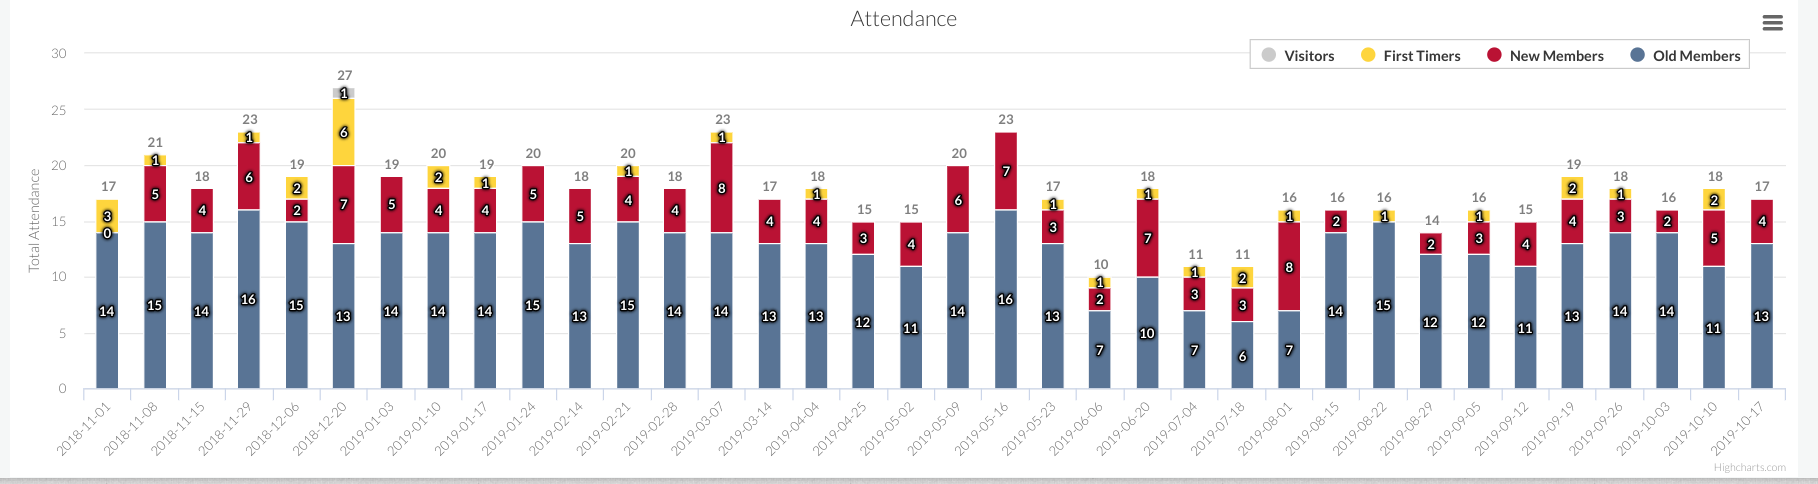 Attendance
Visitors First Timers New Members Old Members
Total Attendance
30
25
20
15
10
5
0
17 21 18 23 19 27 19 20 19 20 18 20 18 23 17 18 15 15 20 23 17 10 18 11 11 16 16 16 14 16 15 19 18 16 18 17
1
3 1 1 2 6 2 1 1 1 1 1 1 1 1 2 1 1 1 2 1 2
0 5 4 6 2 7 5 4 4 5 5 4 4 8 4 4 3 4 6 7 3 2 7 3 3 8 2 2 3 4 4 3 2 5 4
14 15 14 16 15 13 14 14 14 15 13 15 14 14 13 13 12 11 14 16 13 7 10 7 6 7 14 15 12 12 11 13 14 14 11 13
2018-11-01 2018-11-08 2018-11-15 2018-11-29 2018-12-06 2018-12-20 2019-01-03 2019-01-10 2019-01-17 2019-01-24 2019-02-14 2019-02-21 2019-02-28 2019-03-07 2019-03-14 2019-04-04 2019-04-25 2019-05-02 2019-05-09 2019-05-16 2019-05-23 2019-06-06 2019-06-20 2019-07-04 2019-07-18 2019-08-01 2019-08-15 2019-08-22 2019-08-29 2019-09-05 2019-09-12 2019-09-19 2019-09-26 2019-10-03 2019-10-10 2019-10-17
Highcharts.com